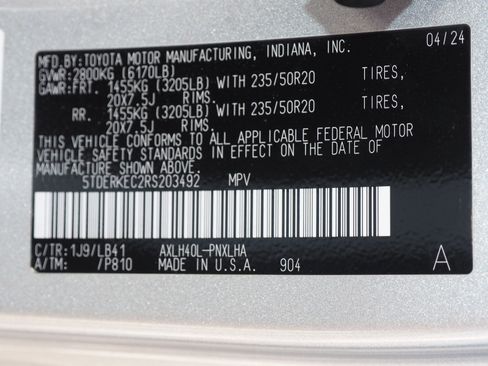 MFD. BY:TOYOTA MOTOR MANUFACTURING, INDIANA, INC. 04/24
GVWR: 2800KG (6170LB)
GAWR:FRT. 1455KG (3205LB) WITH 235/50R20 TIRES,
20X7.5J RIMS.
RR. 1455KG (3205LB) WITH 235/50R20 TIRES,
20X7.5J RIMS.
THIS VEHICLE CONFORMS TO ALL APPLICABLE FEDERAL MOTOR
VEHICLE SAFETY STANDARDS IN EFFECT ON THE DATE OF
MANUFACTURE SHOWN ABOVE.
5TDERKEC2RS203492 MPV
C/TR: 1J9/LB41 AXLH40L-PNXLHA
A/TM: /P810 MADE IN U.S.A. 904 A